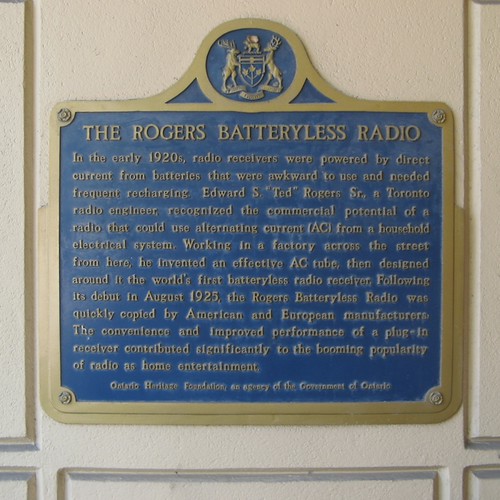 THE ROGERS BATTERYLESS RADIO
In the early 1920s, radio receivers were powered by direct
current from batteries that were awkward to use and needed
frequent recharging. Edward S. "Ted" Rogers Sr., a Toronto
radio engineer, recognized the commercial potential of a
radio that could use alternating current (AC) from a household
electrical system. Working in a factory across the street
from here, he invented an effective AC tube, then designed
around it the world's first batteryless radio receiver. Following
its debut in August 1925, the Rogers Batteryless Radio was
quickly copied by American and European manufacturers.
The convenience and improved performance of a plug-in
receiver contributed significantly to the booming popularity
of radio as home entertainment.
Ontario Heritage Foundation, an agency of the Government of Ontario